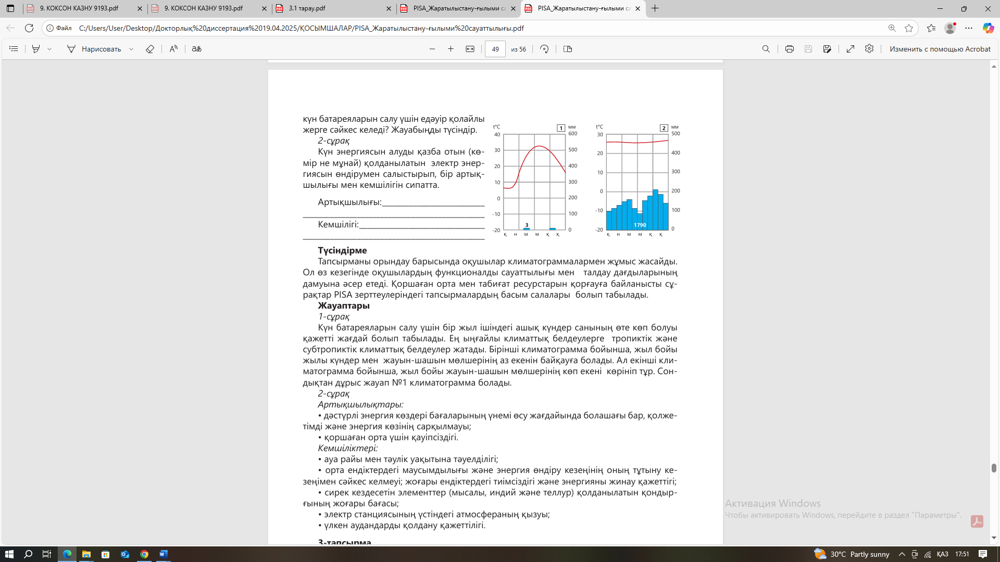 9. КОКСОН КАЗНУ 9193.pdf
9. КОКСОН КАЗНУ 9193.pdf
3.1 тарау.pdf
PISA_Жаратылыстану-ғылыми са
PISA_Жаратылыстану-ғылыми са
Файл
C:/Users/User/Desktop/Докторлық%20диссертация%2019.04.2025/ҚОСЫМШАЛАР/PISA_Жаратылыстану-ғылыми%20сауаттылығы.pdf
Нарисовать
49 из 56
Изменить с помощью Acrobat
күн батареяларын салу үшін едәуір қолайлы
жерге сәйкес келеді? Жауабыңды түсіндір.
2-сұрақ
Күн энергиясын алуды қазба отын (кө-
мір не мұнай) қолданылатын электр энер-
гиясын өндірумен салыстырып, бір артық-
шылығы мен кемшілігін сипатта.
Артықшылығы:
Кемшілігі:
t°C 1 мм
40 600
30 500
20 400
10 300
0 200
-10 100
-20 0
3
қ н м м қ қ
t°C 2 мм
30 500
20 400
10 300
0 200
-10 100
-20 0
1790
қ н м м қ қ
Түсіндірме
Тапсырманы орындау барысында оқушылар климатограммалармен жұмыс жасайды.
Ол өз кезегінде оқушылардың функционалды сауаттылығы мен талдау дағдыларының
дамуына әсер етеді. Қоршаған орта мен табиғат ресурстарын қорғауға байланысты сұ-
рақтар PISA зерттеулеріндегі тапсырмалардың басым салалары болып табылады.
Жауаптары
1-сұрақ
Күн батареяларын салу үшін бір жыл ішіндегі ашық күндер санының өте көп болуы
қажетті жағдай болып табылады. Ең ыңғайлы климаттық белдеулерге тропиктік және
субтропиктік климаттық белдеулер жатады. Бірінші климатограмма бойынша, жыл бойы
жылы күндер мен жауын-шашын мөлшерінің аз екенін байқауға болады. Ал екінші кли-
матограмма бойынша, жыл бойы жауын-шашын мөлшерінің көп екені көрініп тұр. Сон-
дықтан дұрыс жауап №1 климатограмма болады.
2-сұрақ
Артықшылықтары:
• дәстүрлі энергия көздері бағаларының үнемі өсу жағдайында болашағы бар, қолже-
тімді және энергия көзінің сарқылмауы;
• қоршаған орта үшін қауіпсіздігі.
Кемшіліктері:
• ауа райы мен тәулік уақытына тәуелділігі;
• орта ендіктердегі маусымдылығы және энергия өндіру кезеңінің оның тұтыну ке-
зеңімен сәйкес келмеуі; жоғары ендіктердегі тиімсіздігі және энергияны жинау қажеттігі;
• сирек кездесетін элементтер (мысалы, индий және теллур) қолданылатын қондыр-
ғының жоғары бағасы;
• электр станциясының үстіндегі атмосфераның қызуы;
• үлкен аудандарды қолдану қажеттілігі.
3-тапсырма
Активация Windows
Чтобы активировать Windows, перейдите в раздел "Параметры".
30°C Partly sunny
ҚАЗ
17:51